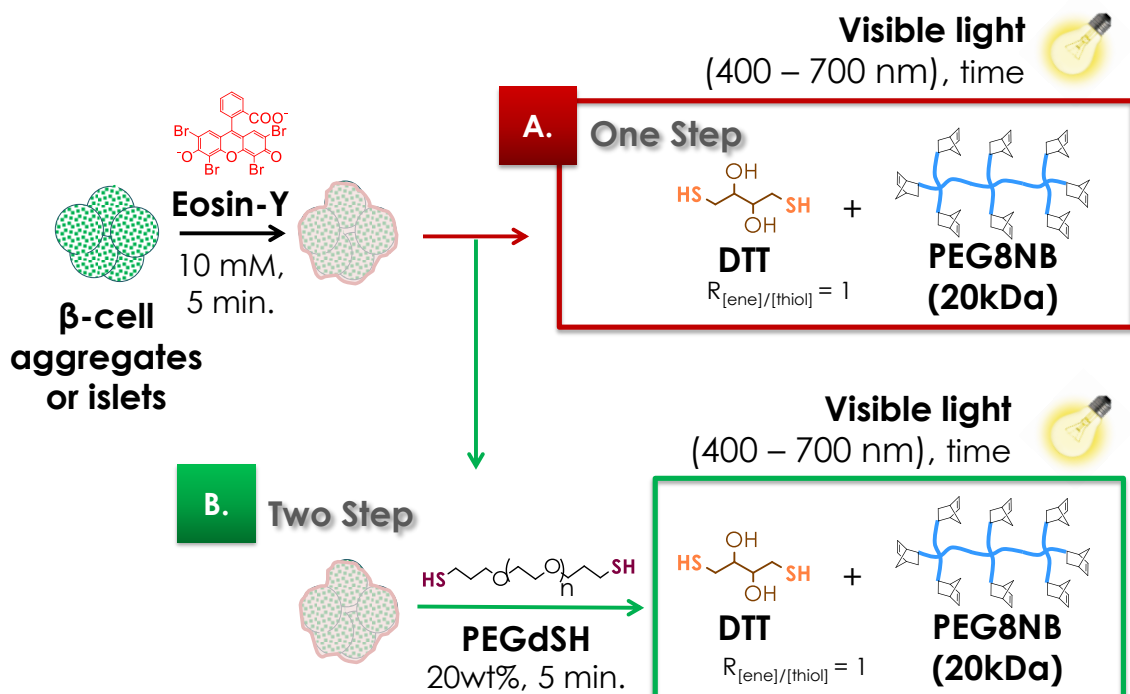 Visible light
(400 – 700 nm), time
A.
One Step
COO⁻
Br
Br
⁻O
O
O
Br
Br
Eosin-Y
10 mM,
5 min.
β-cell
aggregates
or islets
OH
HS
SH
OH
+
DTT
PEG8NB
(20kDa)
R[ene]/[thiol] = 1
Visible light
(400 – 700 nm), time
B.
Two Step
HS
O
O
n
SH
PEGdSH
20wt%, 5 min.
OH
HS
SH
OH
+
DTT
PEG8NB
(20kDa)
R[ene]/[thiol] = 1